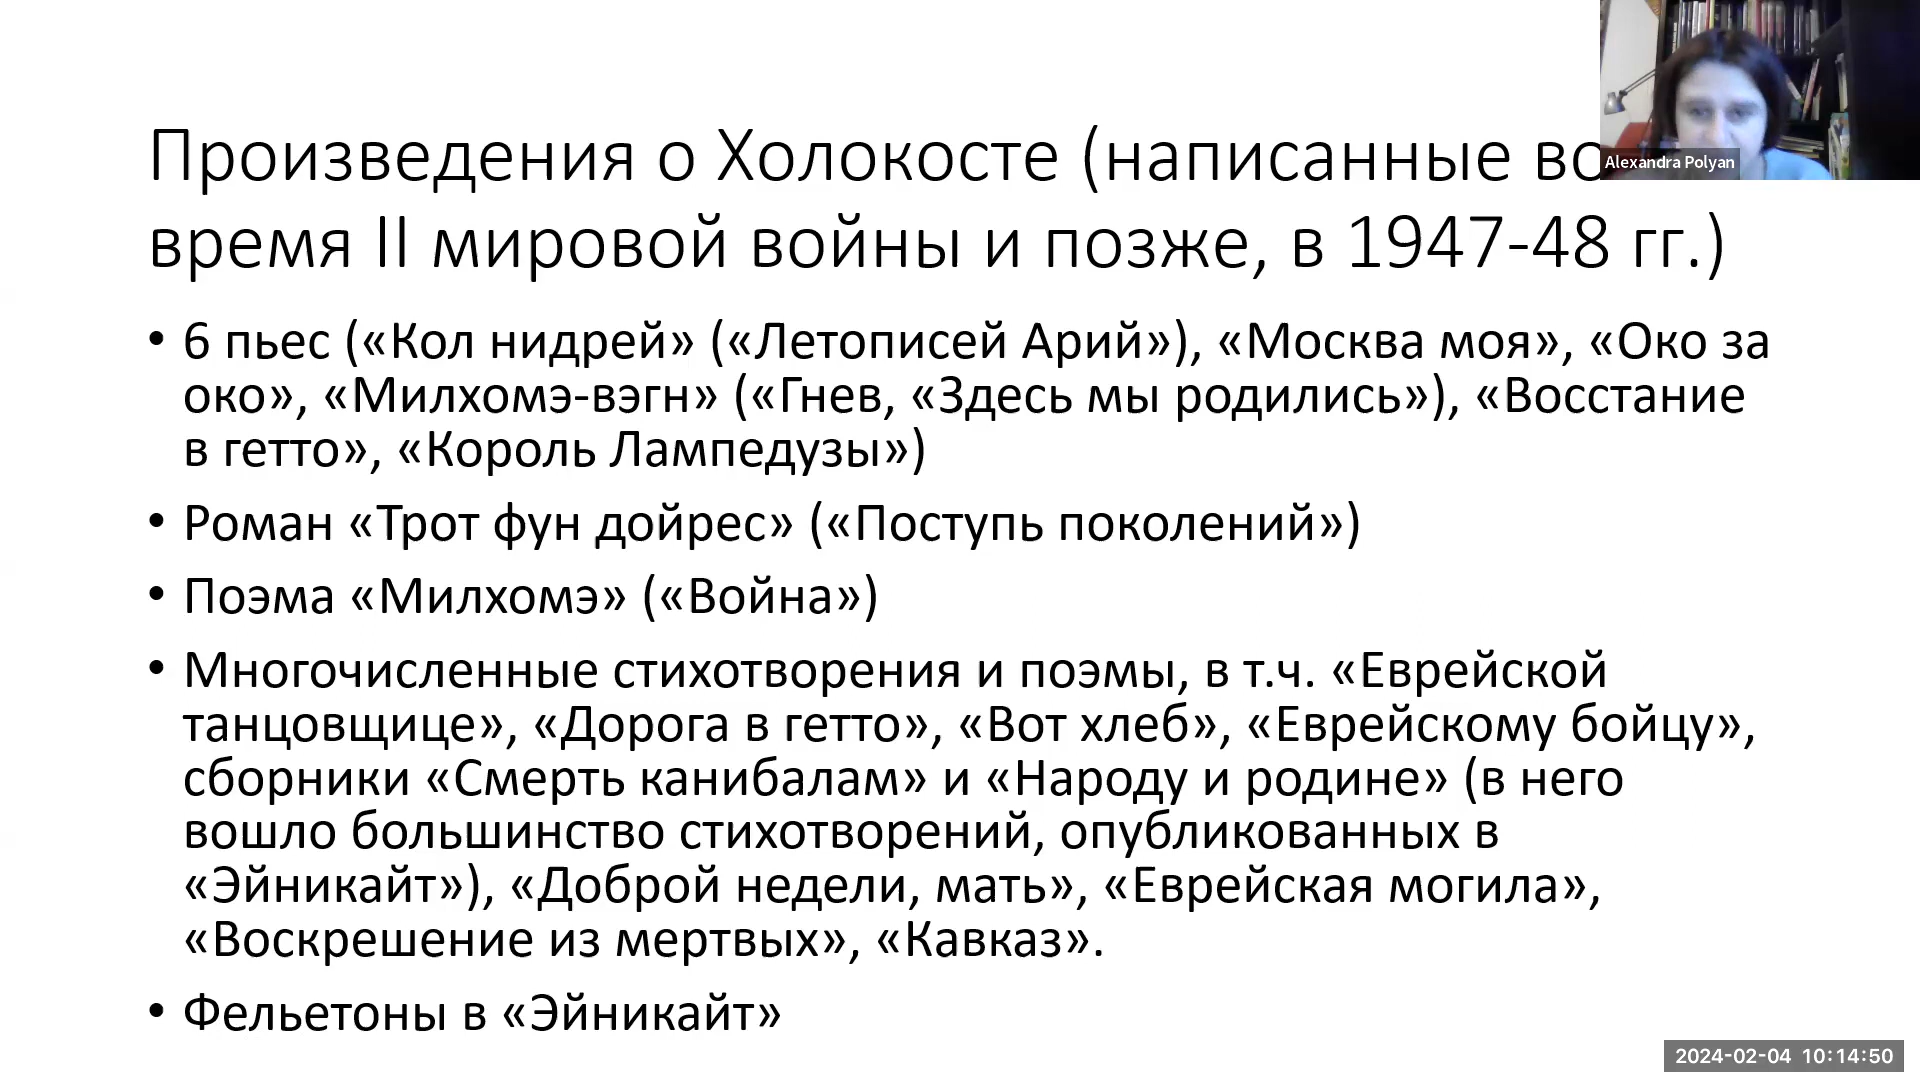 Произведения о Холокосте (написанные во
время II мировой войны и позже, в 1947-48 гг.)
• 6 пьес («Кол нидрей» («Летописей Арий»), «Москва моя», «Око за
око», «Милхомэ-вэгн» («Гнев, «Здесь мы родились»), «Восстание
в гетто», «Король Лампедузы»)
• Роман «Трот фун дойрес» («Поступь поколений»)
• Поэма «Милхомэ» («Война»)
• Многочисленные стихотворения и поэмы, в т.ч. «Еврейской
танцовщице», «Дорога в гетто», «Вот хлеб», «Еврейскому бойцу»,
сборники «Смерть канибалам» и «Народу и родине» (в него
вошло большинство стихотворений, опубликованных в
«Эйникайт»), «Доброй недели, мать», «Еврейская могила»,
«Воскрешение из мертвых», «Кавказ».
• Фельетоны в «Эйникайт»
Alexandra Polyan
2024-02-04 10:14:50